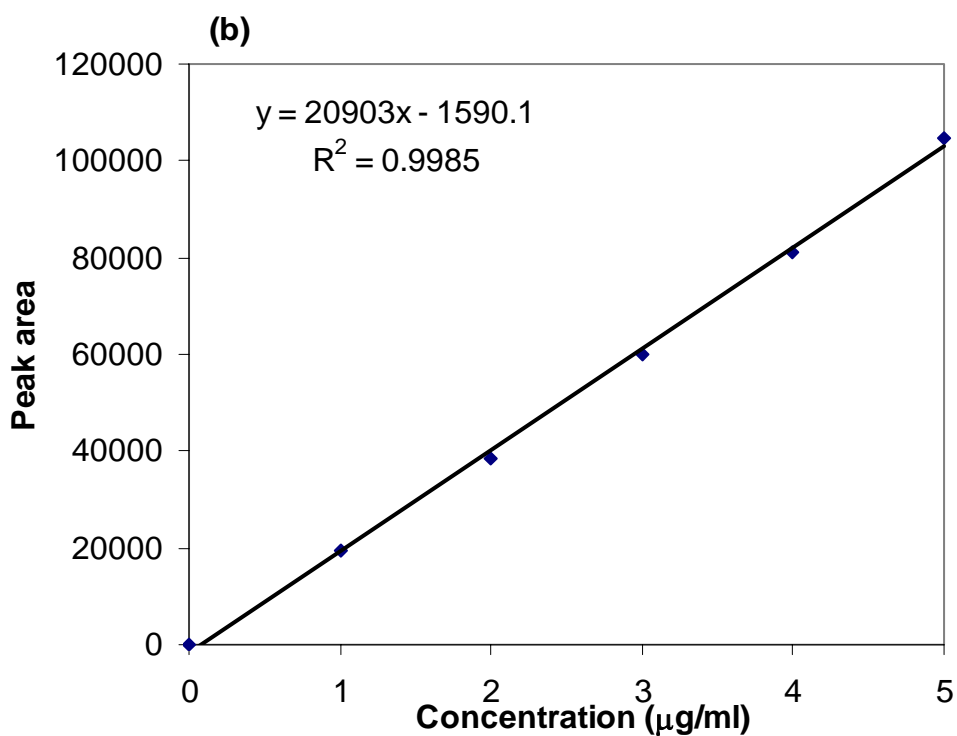 (b)
120000
y = 20903x - 1590.1
R² = 0.9985
100000
80000
60000
40000
20000
0
Peak area
0 1 2 3 4 5
Concentration (μg/ml)